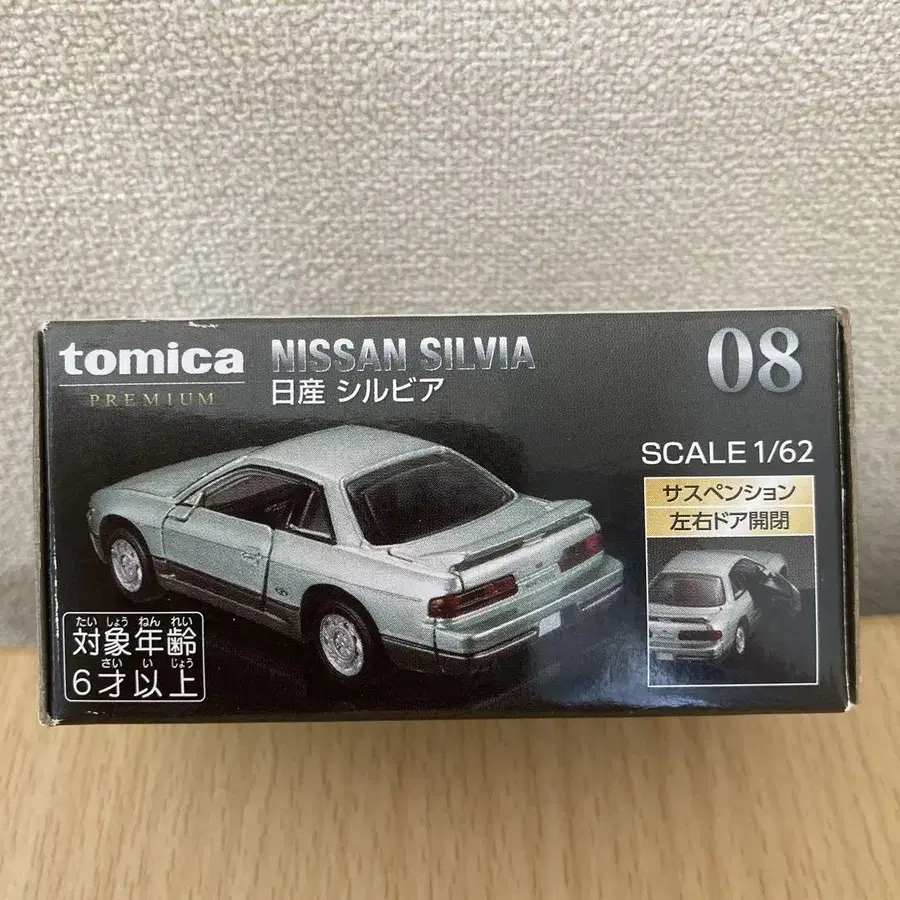 tomica
PREMIUM
NISSAN SILVIA
日産 シルビア
08
SCALE 1/62
サスペンション
左右ドア開閉
たい しょう ねん れい
対象年齢
さい い じょう
6才以上